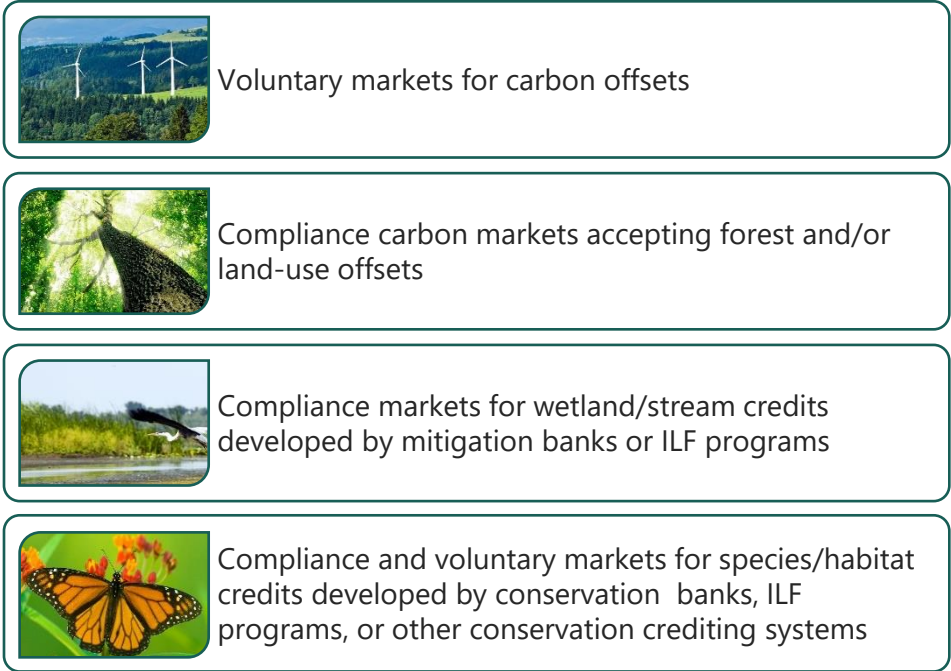 Voluntary markets for carbon offsets
Compliance carbon markets accepting forest and/or
land-use offsets
Compliance markets for wetland/stream credits
developed by mitigation banks or ILF programs
Compliance and voluntary markets for species/habitat
credits developed by conservation  banks, ILF
programs, or other conservation crediting systems